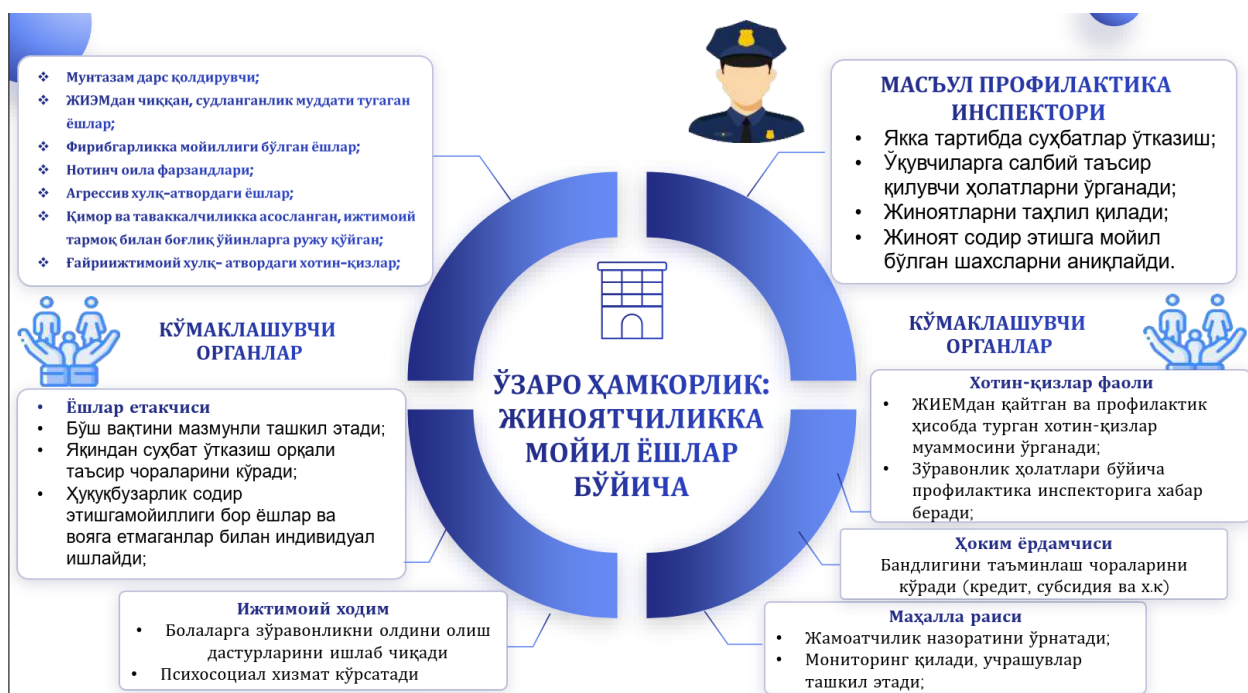 Мунтазам дарс қолдирувчи;
ЖИЭМдан чиққан, судланганлик муддати тугаган
ёшлар;
Фирибгарликка мойиллиги бўлган ёшлар;
Нотинч оила фарзандлари;
Агрессив хулқ-атвордаги ёшлар;
Қимор ва таваккалчиликка асосланган, ижтимоий
тармоқ билан боғлиқ ўйинларга ружу қўйган;
Ғайриижтимоий хулқ- атвордаги хотин-қизлар;
МАСЪУЛ ПРОФИЛАКТИКА
ИНСПЕКТОРИ
• Якка тартибда суҳбатлар ўтказиш;
• Ўқувчиларга салбий таъсир
қилувчи ҳолатларни ўрганади;
• Жиноятларни таҳлил қилади;
• Жиноят содир этишга мойил
бўлган шахсларни аниқлайди.
ЎЗАРО ҲАМКОРЛИК:
ЖИНОЯТЧИЛИККА
МОЙИЛ ЁШЛАР
БЎЙИЧА
КЎМАКЛАШУВЧИ
ОРГАНЛАР
• Ёшлар етакчиси
• Бўш вақтини мазмунли ташкил этади;
• Яқиндан суҳбат ўтказиш орқали
таъсир чораларини кўради;
• Ҳуқуқбузарлик содир
этишгамойиллиги бор ёшлар ва
вояга етмаганлар билан индивидуал
ишлайди;
Ижтимоий ходим
• Болаларга зўравонликни олдини олиш
дастурларини ишлаб чиқади
• Психосоциал хизмат кўрсатади
КЎМАКЛАШУВЧИ
ОРГАНЛАР
Хотин-қизлар фаоли
• ЖИЕМдан қайтган ва профилактик
ҳисобда турган хотин-қизлар
муаммосини ўрганади;
• Зўравонлик ҳолатлари бўйича
профилактика инспекторига хабар
беради;
Ҳоким ёрдамчиси
Бандлигини таъминлаш чораларини
кўради (кредит, субсидия ва х.к)
Маҳалла раиси
• Жамоатчилик назоратини ўрнатади;
• Мониторинг қилади, учрашувлар
ташкил этади;